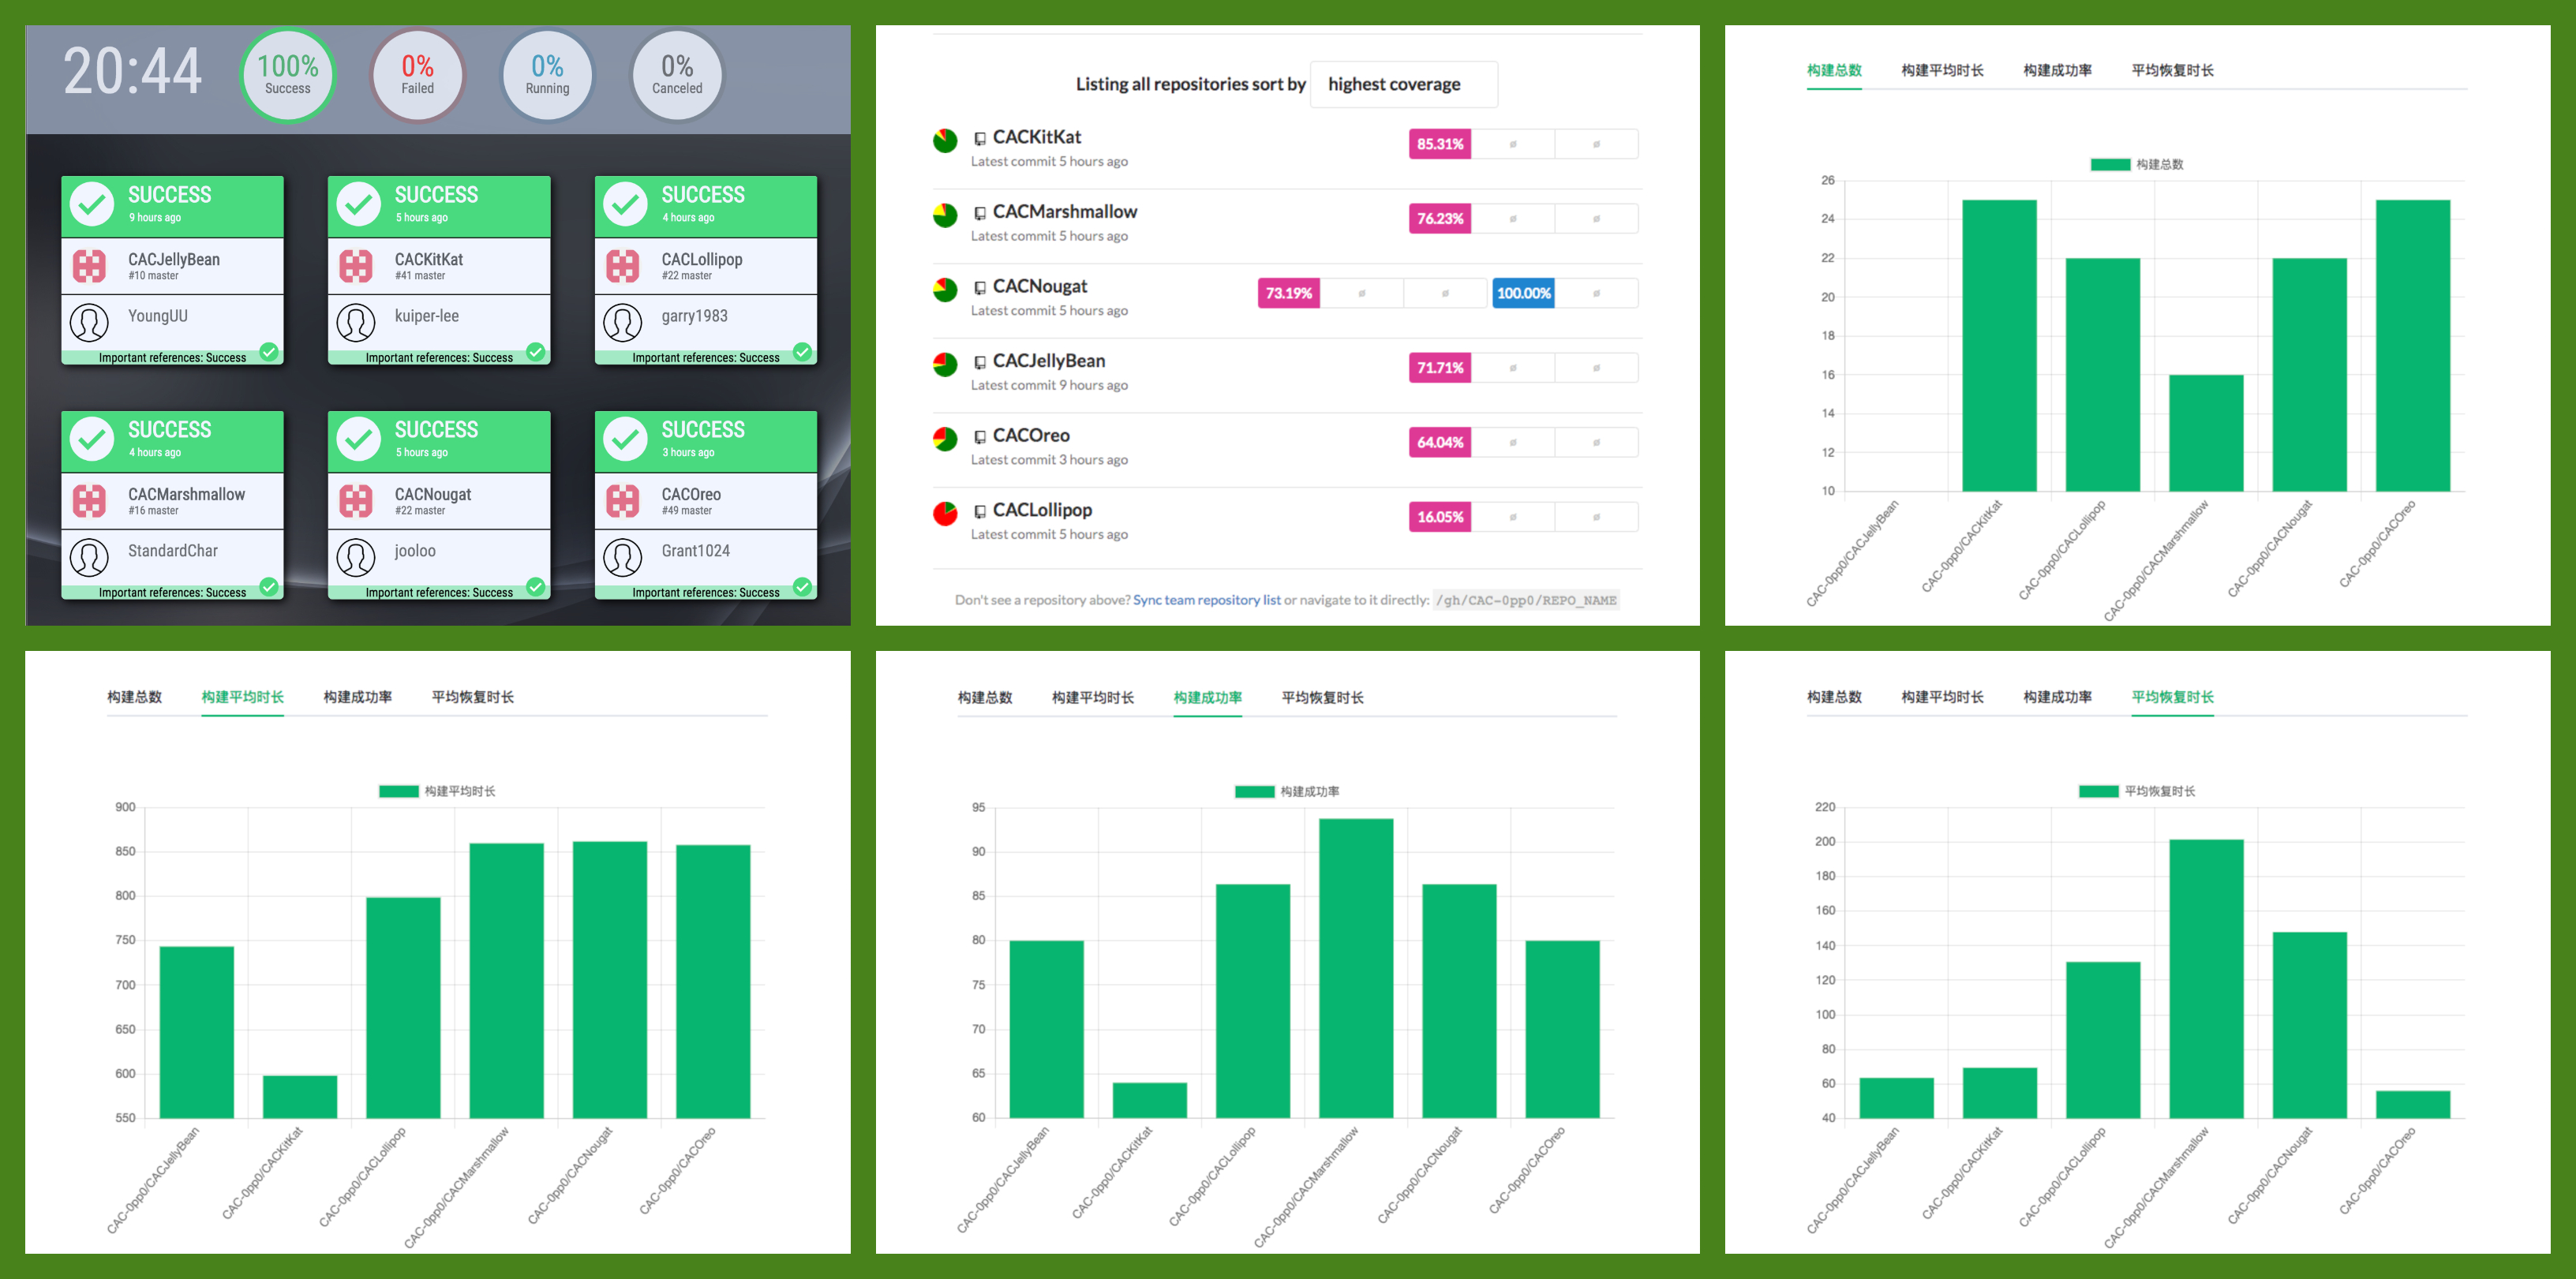 20:44
100%
Success
0%
Failed
0%
Running
0%
Canceled
SUCCESS
9 hours ago
CACJellyBean
#10 master
YoungUU
Important references: Success
SUCCESS
5 hours ago
CACKitKat
#41 master
kuiper-lee
Important references: Success
SUCCESS
4 hours ago
CACLollipop
#22 master
garry1983
Important references: Success
SUCCESS
4 hours ago
CACMarshmallow
#16 master
StandardChar
Important references: Success
SUCCESS
5 hours ago
CACNougat
#22 master
jooloo
Important references: Success
SUCCESS
3 hours ago
CACOreo
#49 master
Grant1024
Important references: Success
Listing all repositories sort by highest coverage
CACKitKat 85.31% ø ø
Latest commit 5 hours ago
CACMarshmallow 76.23% ø ø
Latest commit 5 hours ago
CACNougat 73.19% ø ø 100.00% ø
Latest commit 5 hours ago
CACJellyBean 71.71% ø ø
Latest commit 9 hours ago
CACOreo 64.04% ø ø
Latest commit 3 hours ago
CACLollipop 16.05% ø ø
Latest commit 5 hours ago
Don't see a repository above? Sync team repository list or navigate to it directly: /gh/CAC-0pp0/REPO_NAME
构建总数 构建平均时长 构建成功率 平均恢复时长
构建总数
26
24
22
20
18
16
14
12
10
CAC-0pp0/CACJellyBean
CAC-0pp0/CACKitKat
CAC-0pp0/CACLollipop
CAC-0pp0/CACMarshmallow
CAC-0pp0/CACNougat
CAC-0pp0/CACOreo
构建总数 构建平均时长 构建成功率 平均恢复时长
构建平均时长
900
850
800
750
700
650
600
550
CAC-0pp0/CACJellyBean
CAC-0pp0/CACKitKat
CAC-0pp0/CACLollipop
CAC-0pp0/CACMarshmallow
CAC-0pp0/CACNougat
CAC-0pp0/CACOreo
构建总数 构建平均时长 构建成功率 平均恢复时长
构建成功率
95
90
85
80
75
70
65
60
CAC-0pp0/CACJellyBean
CAC-0pp0/CACKitKat
CAC-0pp0/CACLollipop
CAC-0pp0/CACMarshmallow
CAC-0pp0/CACNougat
CAC-0pp0/CACOreo
构建总数 构建平均时长 构建成功率 平均恢复时长
平均恢复时长
220
200
180
160
140
120
100
80
60
40
CAC-0pp0/CACJellyBean
CAC-0pp0/CACKitKat
CAC-0pp0/CACLollipop
CAC-0pp0/CACMarshmallow
CAC-0pp0/CACNougat
CAC-0pp0/CACOreo